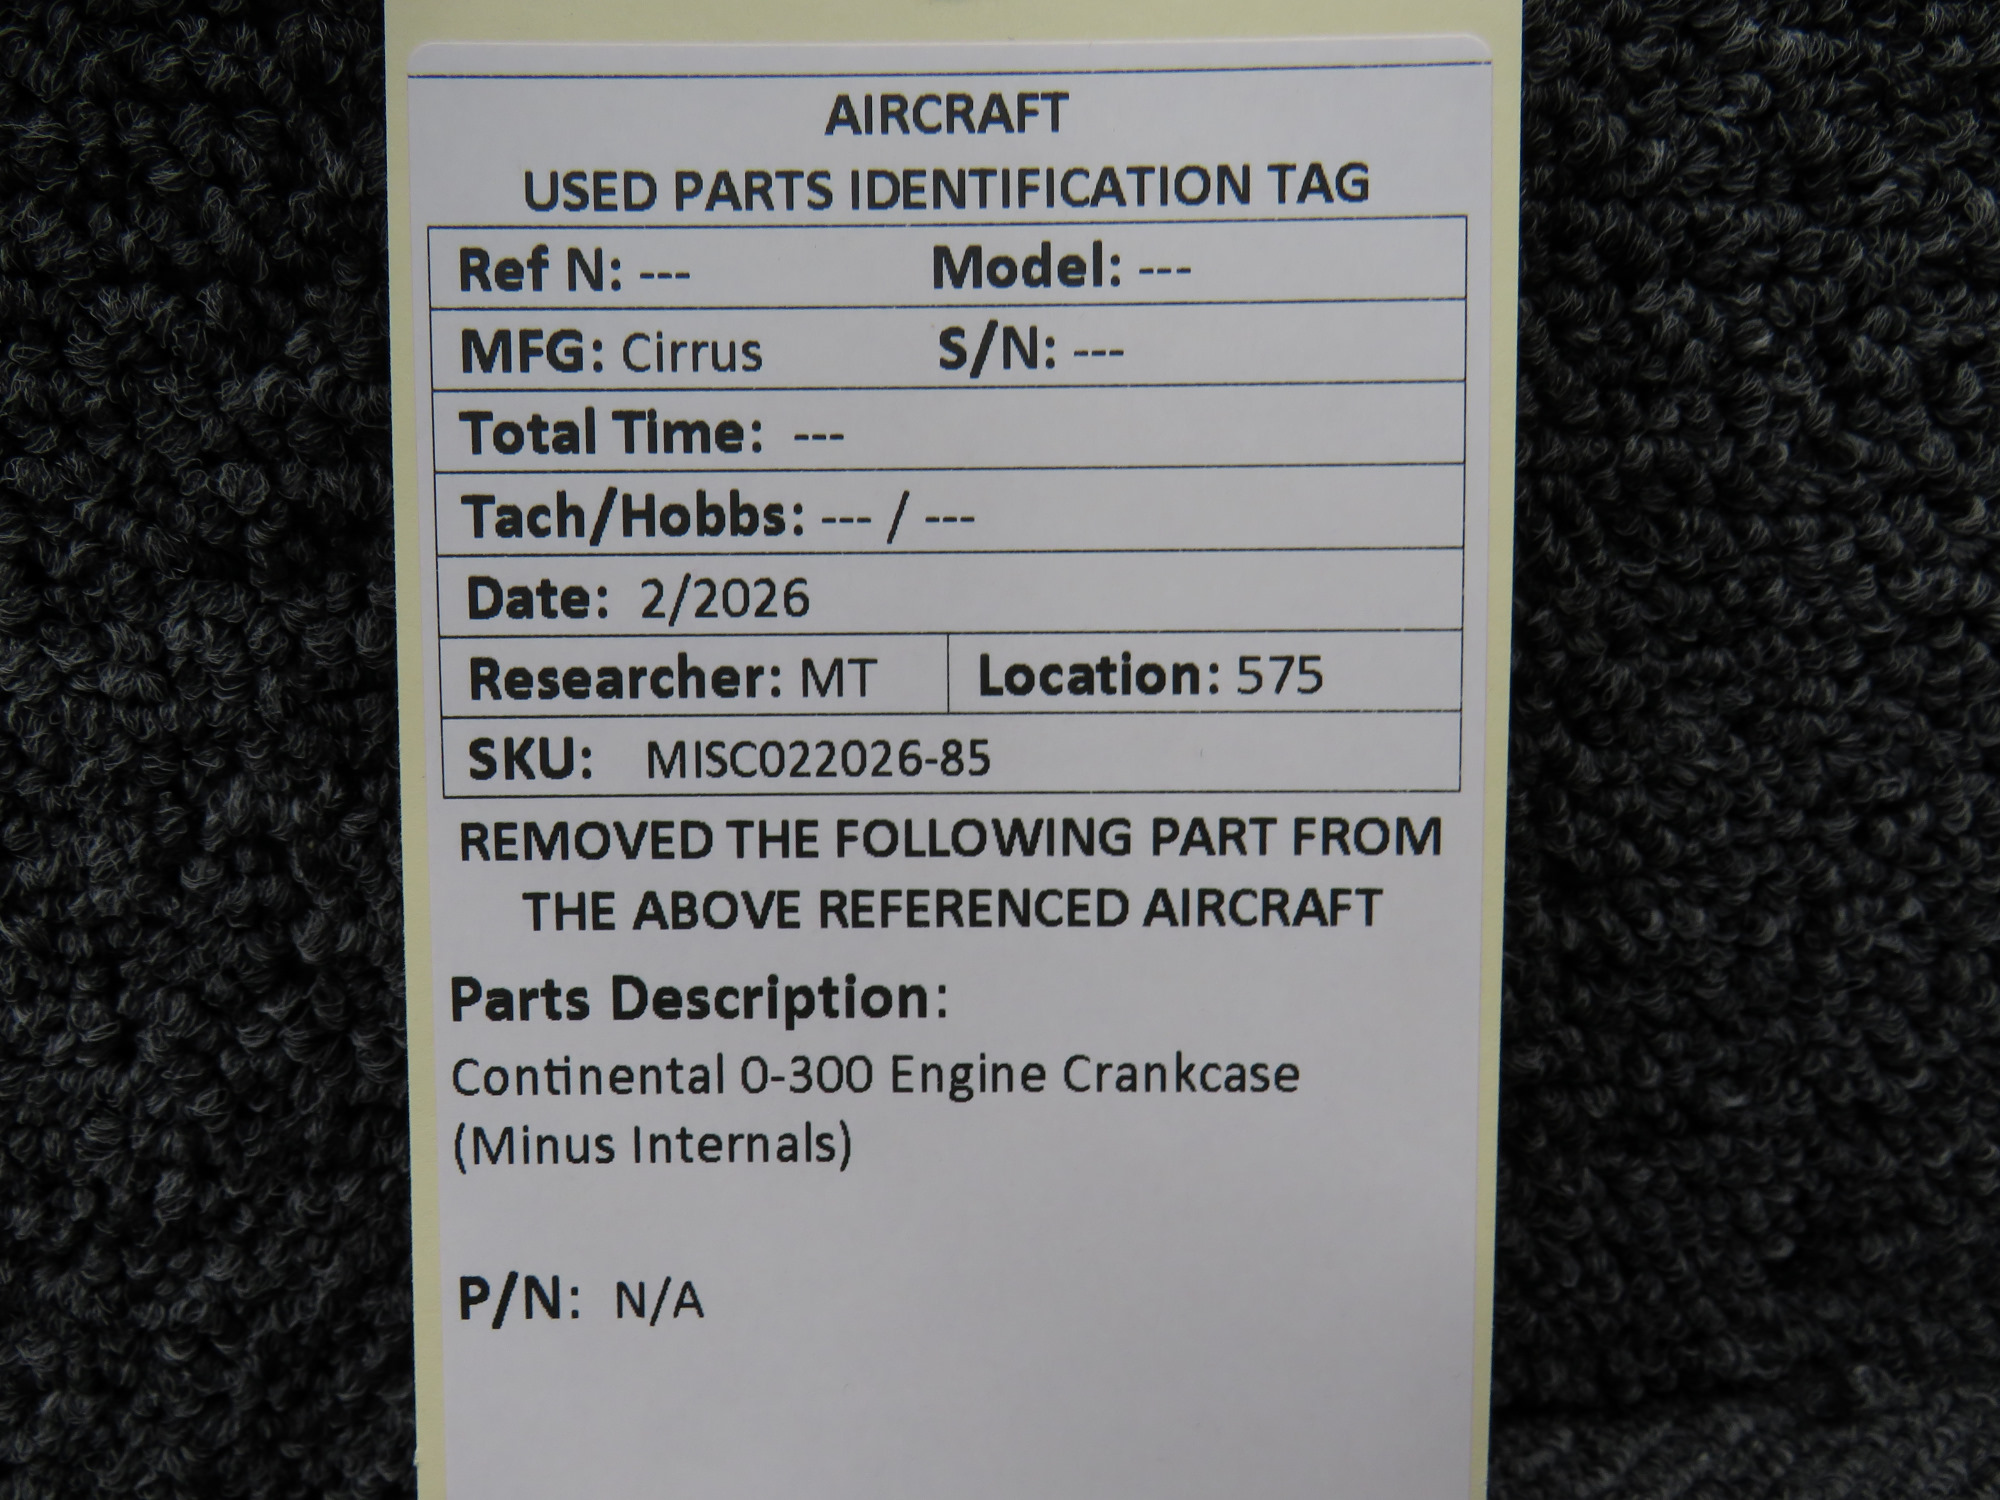 AIRCRAFT
USED PARTS IDENTIFICATION TAG
Ref N: --- Model: ---
MFG: Cirrus S/N: ---
Total Time: ---
Tach/Hobbs: --- / ---
Date: 2/2026
Researcher: MT Location: 575
SKU: MISC022026-85
REMOVED THE FOLLOWING PART FROM
THE ABOVE REFERENCED AIRCRAFT
Parts Description:
Continental 0-300 Engine Crankcase
(Minus Internals)
P/N: N/A